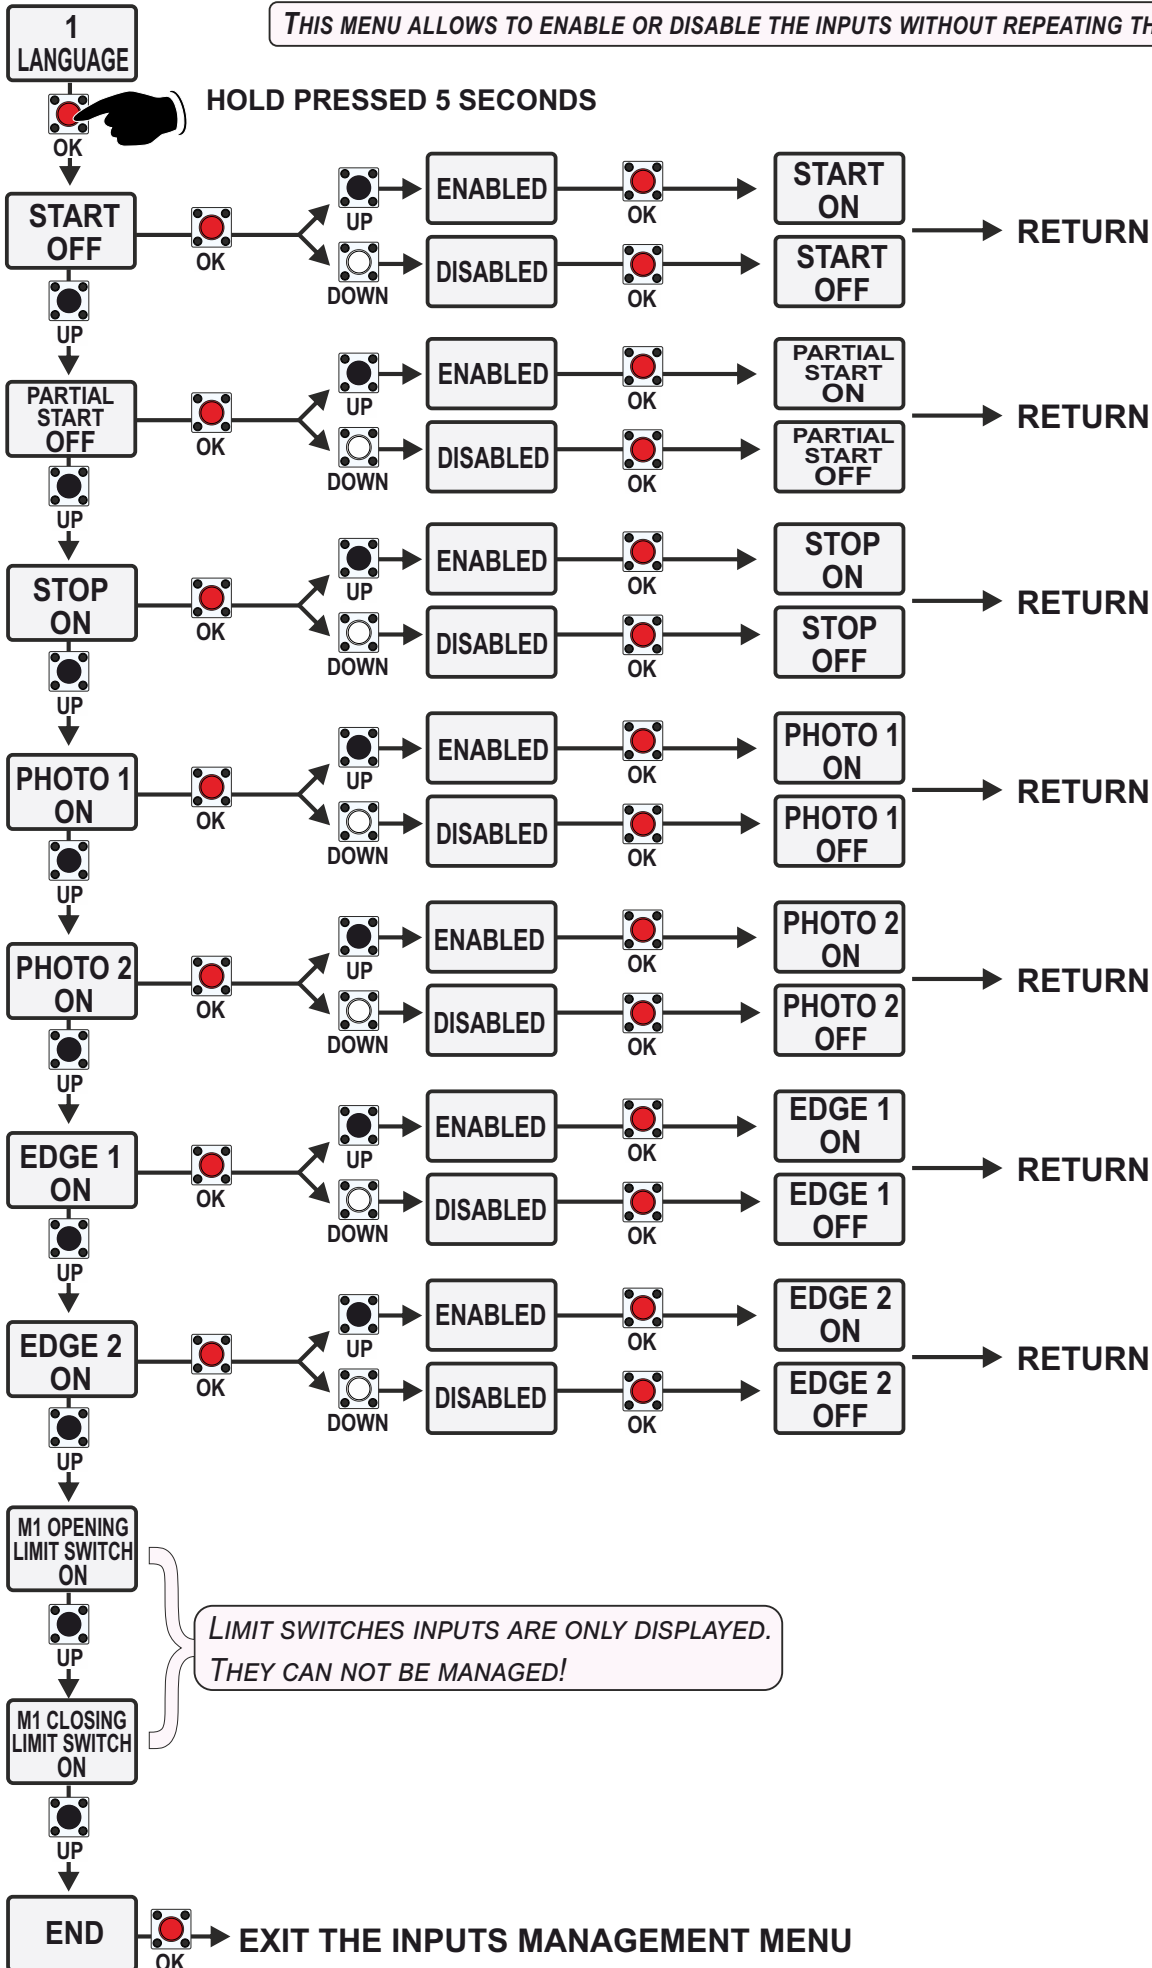 1
LANGUAGE
THIS MENU ALLOWS TO ENABLE OR DISABLE THE INPUTS WITHOUT REPEATING
OK
HOLD PRESSED 5 SECONDS
START
OFF
OK
UP
ENABLED
OK
START
ON
DOWN
DISABLED
OK
START
OFF
RETURN
UP
PARTIAL
START
OFF
OK
UP
ENABLED
OK
PARTIAL
START
ON
DOWN
DISABLED
OK
PARTIAL
START
OFF
RETURN
UP
STOP
ON
OK
UP
ENABLED
OK
STOP
ON
DOWN
DISABLED
OK
STOP
OFF
RETURN
UP
PHOTO 1
ON
OK
UP
ENABLED
OK
PHOTO 1
ON
DOWN
DISABLED
OK
PHOTO 1
OFF
RETURN
UP
PHOTO 2
ON
OK
UP
ENABLED
OK
PHOTO 2
ON
DOWN
DISABLED
OK
PHOTO 2
OFF
RETURN
UP
EDGE 1
ON
OK
UP
ENABLED
OK
EDGE 1
ON
DOWN
DISABLED
OK
EDGE 1
OFF
RETURN
UP
EDGE 2
ON
OK
UP
ENABLED
OK
EDGE 2
ON
DOWN
DISABLED
OK
EDGE 2
OFF
RETURN
UP
M1 OPENING
LIMIT SWITCH
ON
UP
LIMIT SWITCHES INPUTS ARE ONLY DISPLAYED.
THEY CAN NOT BE MANAGED!
M1 CLOSING
LIMIT SWITCH
ON
UP
END
OK
EXIT THE INPUTS MANAGEMENT MENU